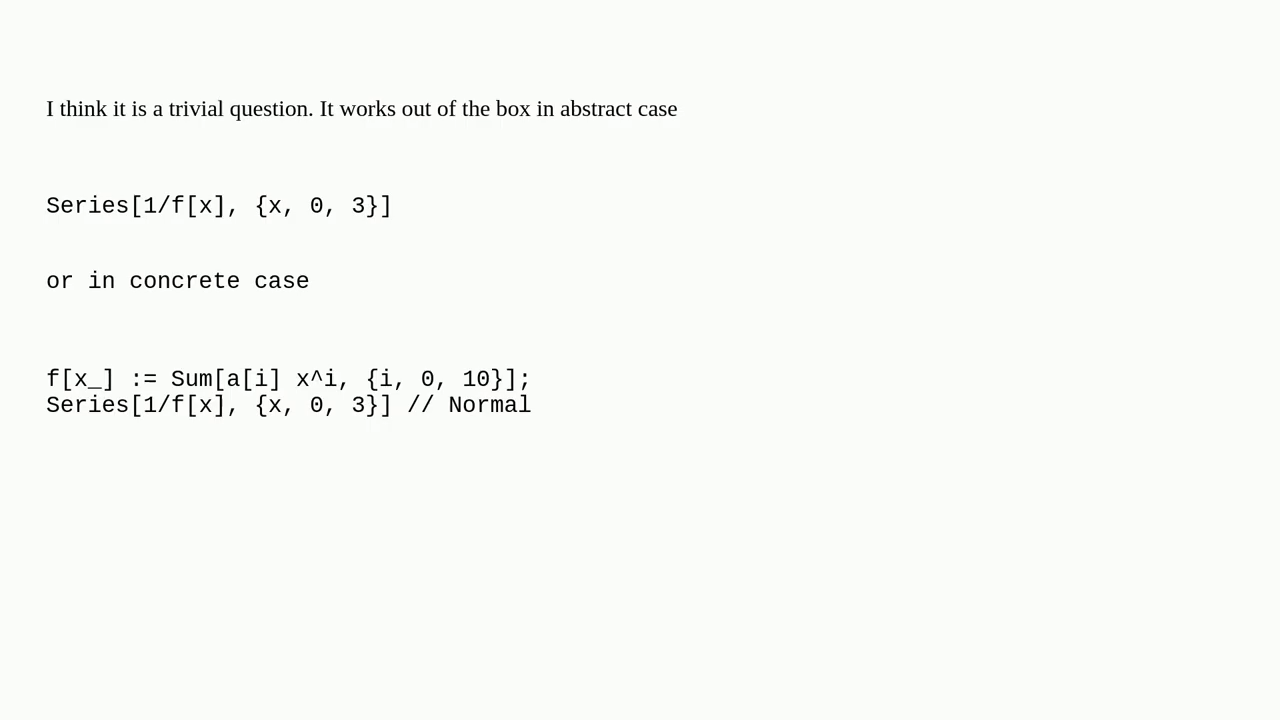 I think it is a trivial question. It works out of the box in abstract case
Series[1/f[x], {x, 0, 3}]
or in concrete case
f[x_] := Sum[a[i] x^i, {i, 0, 10}];
Series[1/f[x], {x, 0, 3}] // Normal